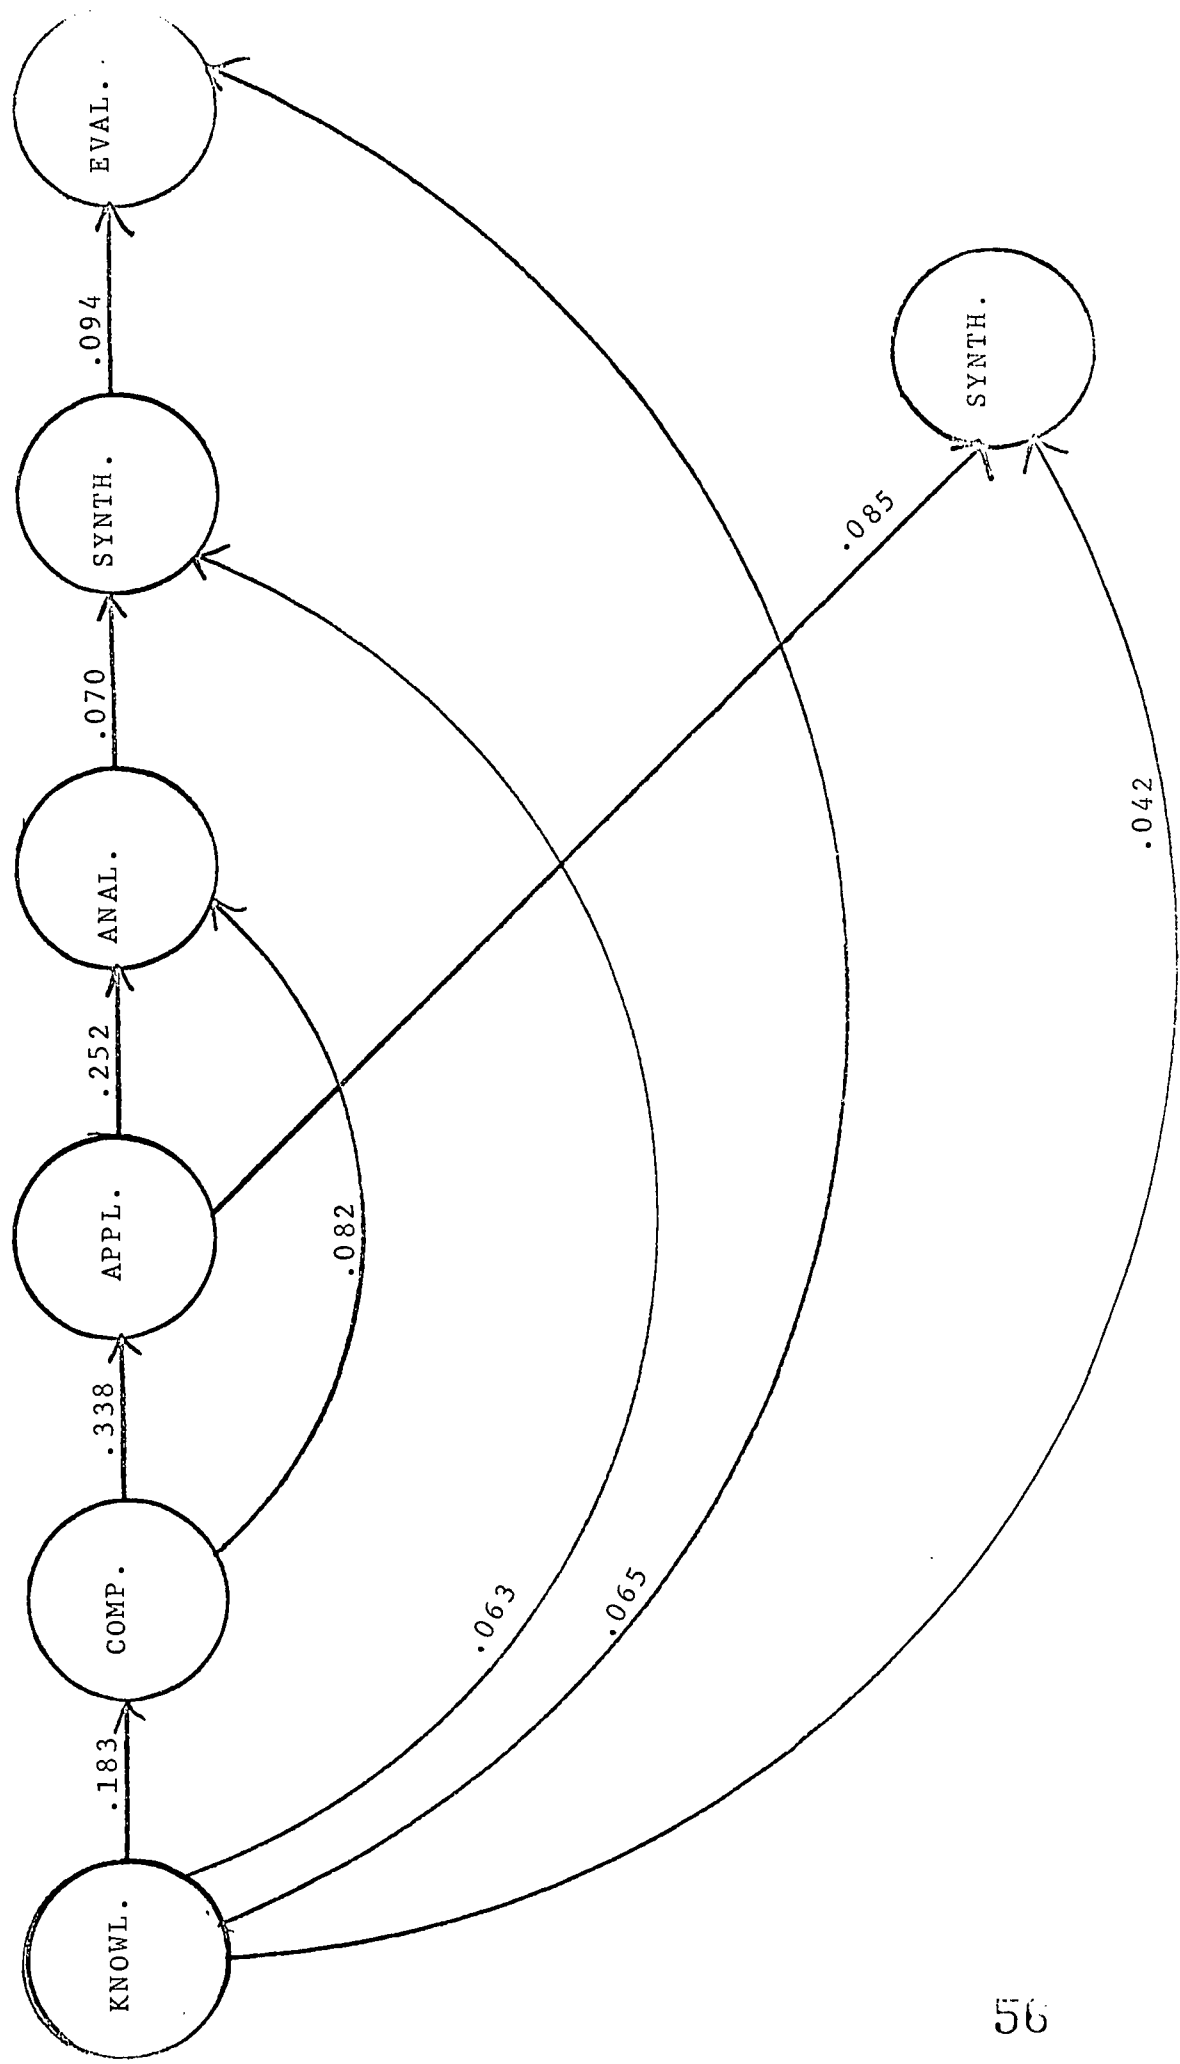 KNOWL.
.183
COMP.
.338
APPL.
.252
ANAL.
.070
SYNTH.
.094
EVAL.
.082
.063
.065
.085
SYNTH.
.042
56